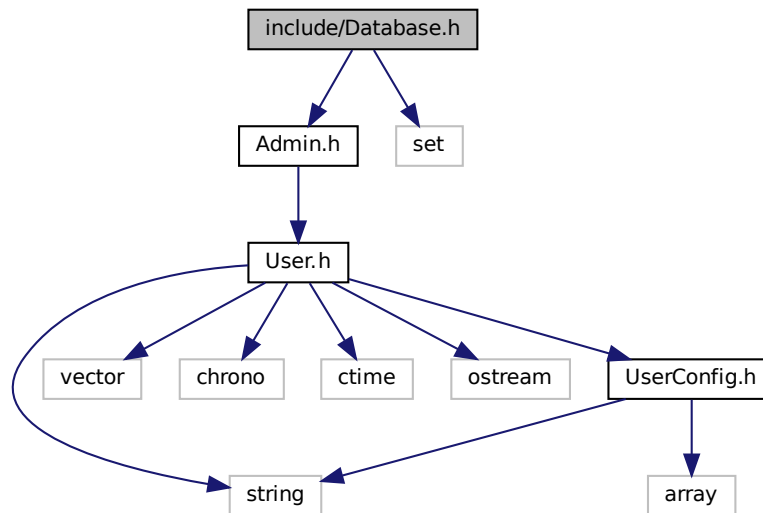 include/Database.h
Admin.h
set
User.h
vector
chrono
ctime
ostream
UserConfig.h
string
array